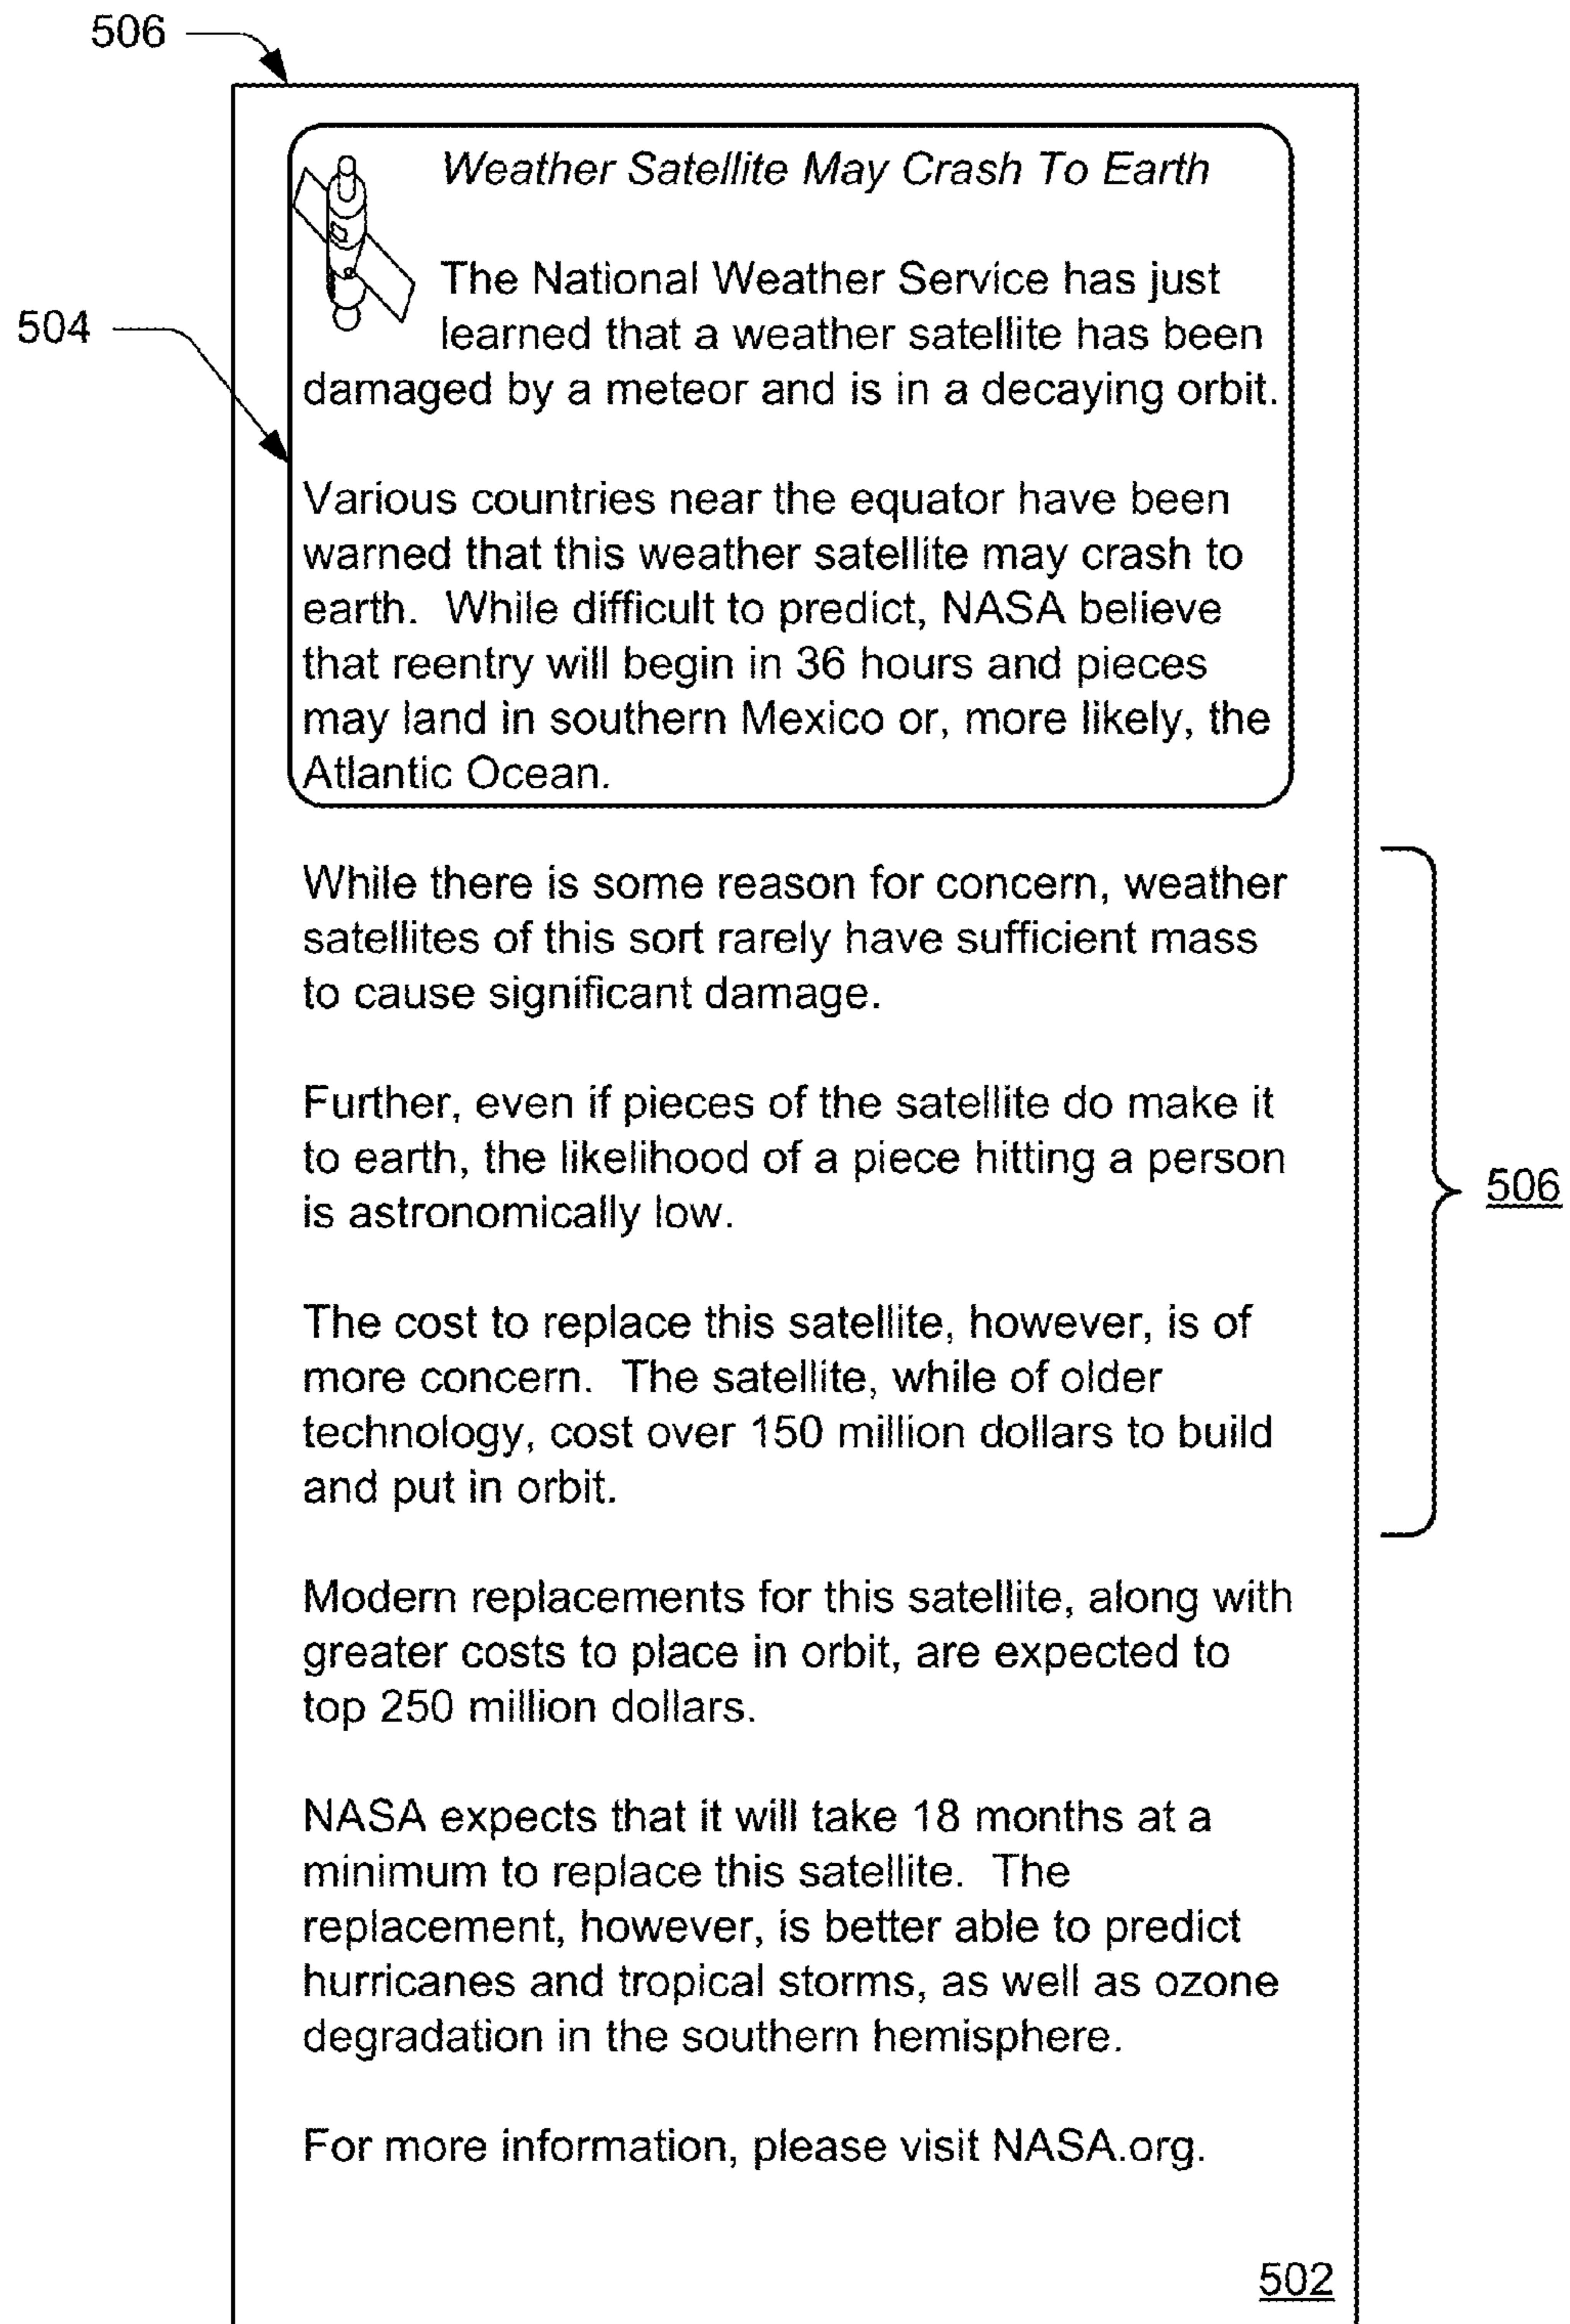 506
Weather Satellite May Crash To Earth
The National Weather Service has just
504
learned that a weather satellite has been
damaged by a meteor and is in a decaying orbit.
Various countries near the equator have been
warned that this weather satellite may crash to
earth.  While difficult to predict, NASA believe
that reentry will begin in 36 hours and pieces
may land in southern Mexico or, more likely, the
Atlantic Ocean.
While there is some reason for concern, weather
satellites of this sort rarely have sufficient mass
to cause significant damage.
Further, even if pieces of the satellite do make it
to earth, the likelihood of a piece hitting a person
506
is astronomically low.
The cost to replace this satellite, however, is of
more concern.  The satellite, while of older
technology, cost over 150 million dollars to build
and put in orbit.
Modern replacements for this satellite, along with
greater costs to place in orbit, are expected to
top 250 million dollars.
NASA expects that it will take 18 months at a
minimum to replace this satellite.  The
replacement, however, is better able to predict
hurricanes and tropical storms, as well as ozone
degradation in the southern hemisphere.
For more information, please visit NASA.org.
502